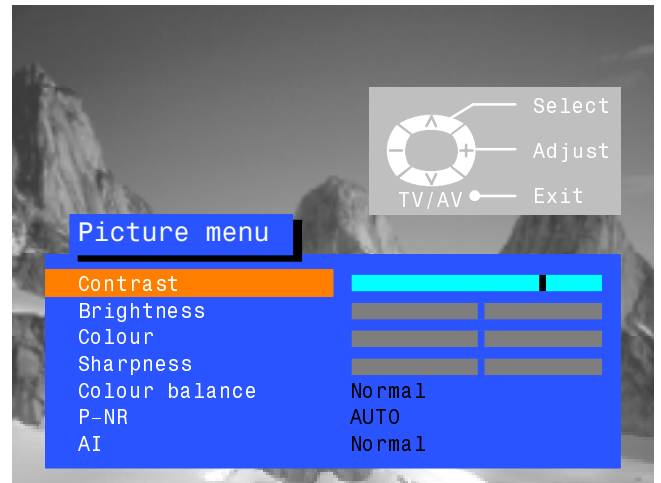 Select
Adjust
TV/AV Exit
Picture menu
Contrast
Brightness
Colour
Sharpness
Colour balance Normal
P-NR AUTO
AI Normal